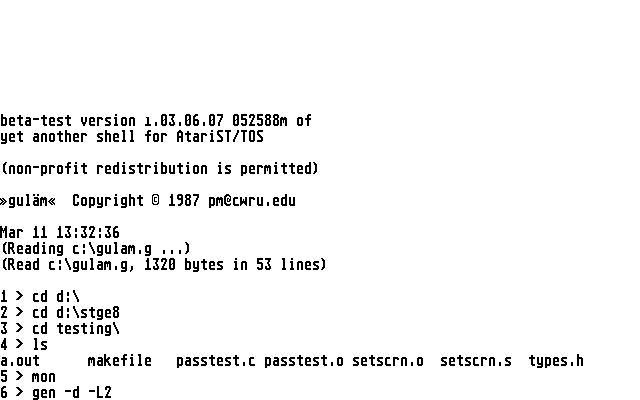 beta-test version 1.03.06.07 052588m of
yet another shell for AtariST/TOS
(non-profit redistribution is permitted)
»guläm« Copyright © 1987 pm@cwru.edu
Mar 11 13:32:36
(Reading c:\gulam.g ...)
(Read c:\gulam.g, 1320 bytes in 53 lines)
1 > cd d:\
2 > cd d:\stge8
3 > cd testing\
4 > ls
a.out makefile passtest.c passtest.o setscrn.o setscrn.s types.h
5 > mon
6 > gen -d -L2